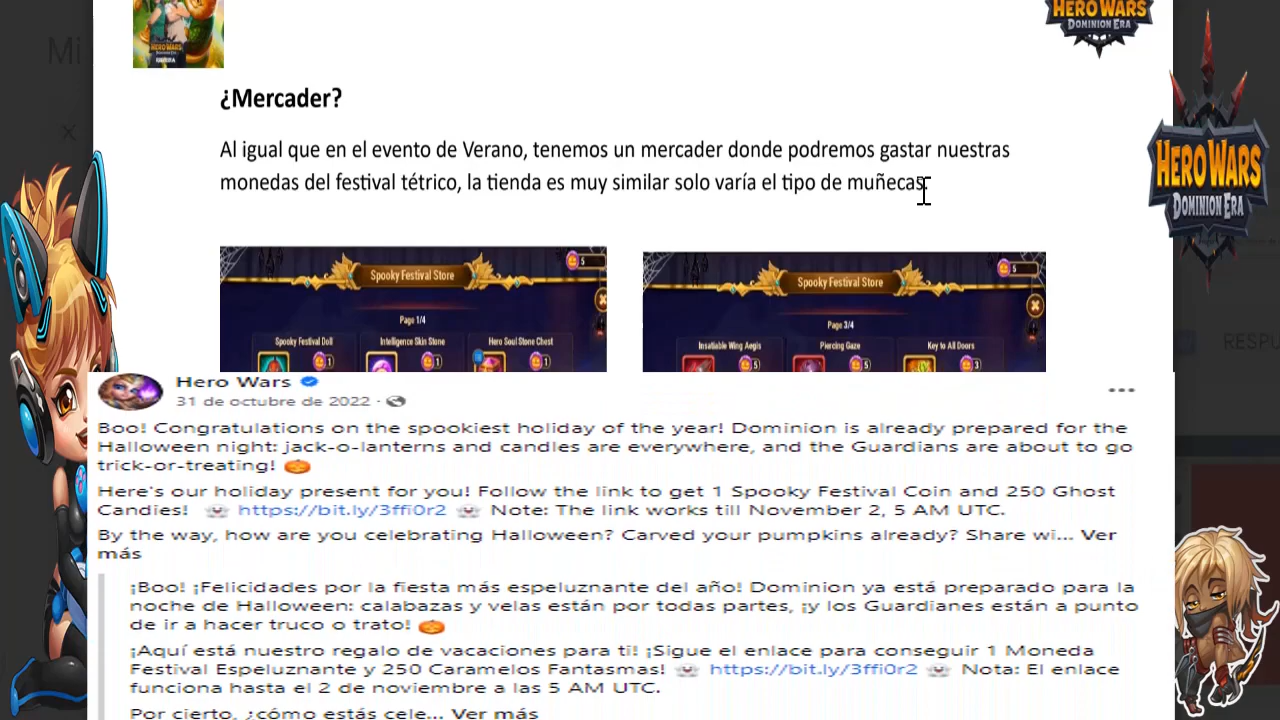 HERO WARS
DOMINION ERA
Mi
¿Mercader?
Al igual que en el evento de Verano, tenemos un mercader donde podremos gastar nuestras
monedas del festival tétrico, la tienda es muy similar solo varía el tipo de muñecas.
HERO WARS
DOMINION ERA
Spooky Festival Store
5
Page 1/4
Spooky Festival Doll
Intelligence Skin Stone
Hero Soul Stone Chest
1
1
1
Spooky Festival Store
5
Page 3/4
Insatiable Wing Aegis
Piercing Gaze
Key to All Doors
5
5
3
RESPU
Hero Wars
31 de octubre de 2022 ·
Boo! Congratulations on the spookiest holiday of the year! Dominion is already prepared for the
Halloween night: jack-o-lanterns and candles are everywhere, and the Guardians are about to go
trick-or-treating! 🎃
Here's our holiday present for you! Follow the link to get 1 Spooky Festival Coin and 250 Ghost
Candies! 👻 https://bit.ly/3ffi0r2 👻 Note: The link works till November 2, 5 AM UTC.
By the way, how are you celebrating Halloween? Carved your pumpkins already? Share wi... Ver
más
¡Boo! ¡Felicidades por la fiesta más espeluznante del año! Dominion ya está preparado para la
noche de Halloween: calabazas y velas están por todas partes, ¡y los Guardianes están a punto
de ir a hacer truco o trato! 🎃
¡Aquí está nuestro regalo de vacaciones para ti! ¡Sigue el enlace para conseguir 1 Moneda
Festival Espeluznante y 250 Caramelos Fantasmas! 👻 https://bit.ly/3ffi0r2 👻 Nota: El enlace
funciona hasta el 2 de noviembre a las 5 AM UTC.
Por cierto, ¿cómo estás cele... Ver más